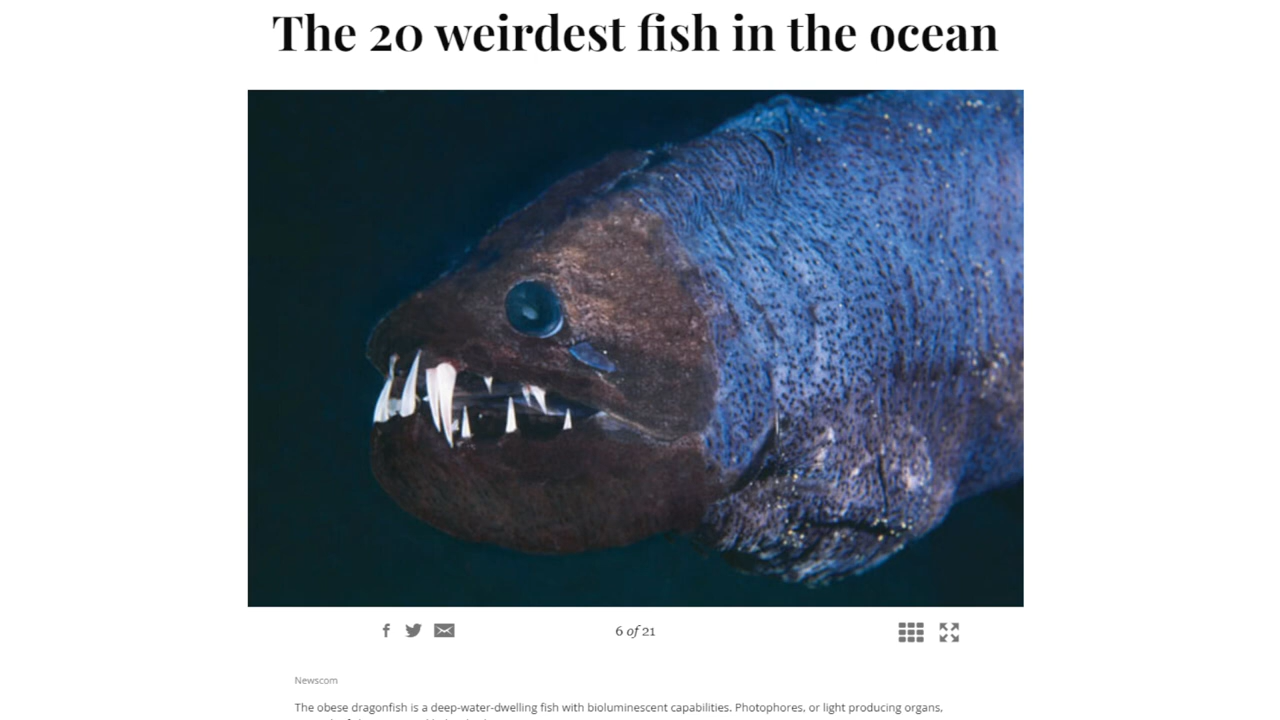 The 20 weirdest fish in the ocean
6 of 21
Newscom
The obese dragonfish is a deep-water-dwelling fish with bioluminescent capabilities. Photophores, or light producing organs,